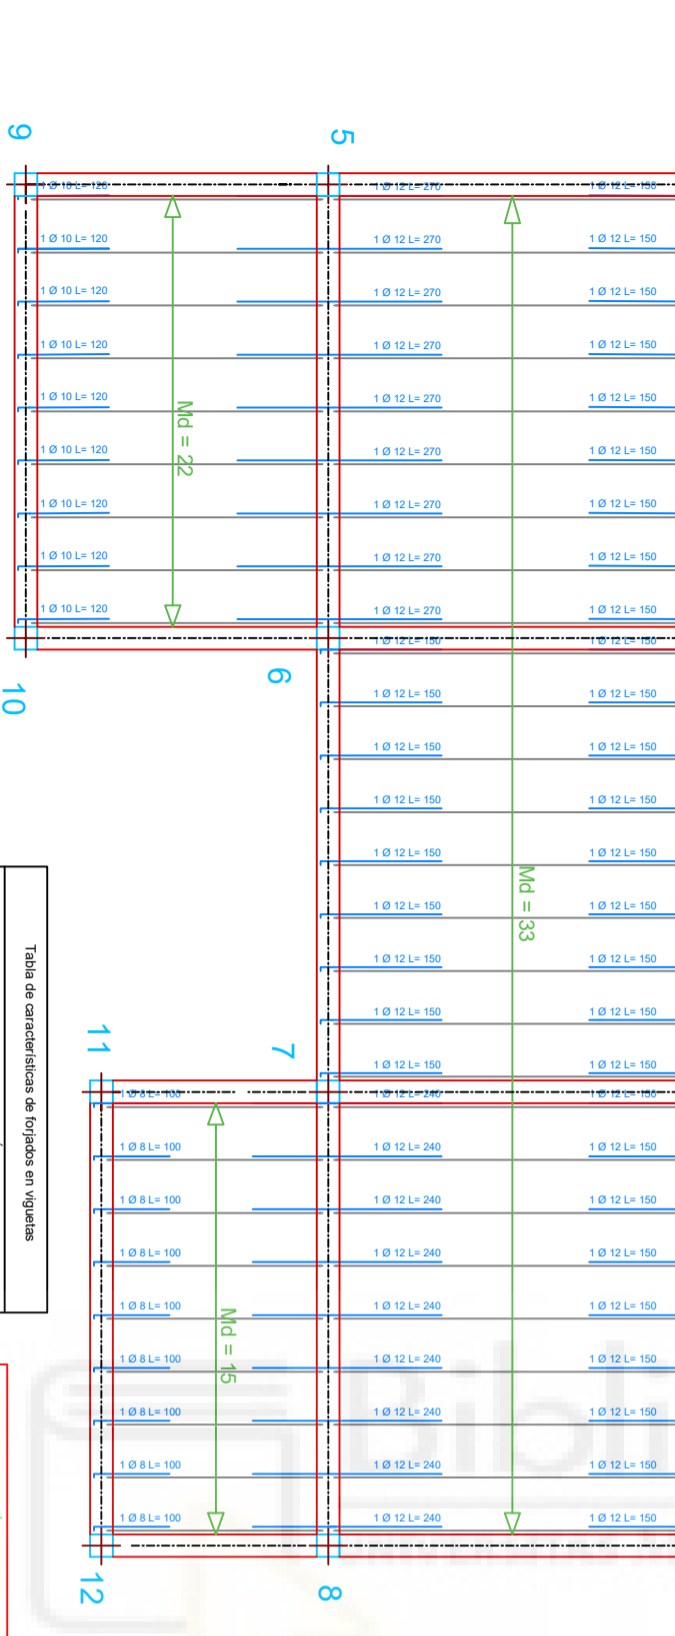 9 5
1 Ø 10 L= 120 1 Ø 12 L= 270 1 Ø 12 L= 150
1 Ø 10 L= 120 1 Ø 12 L= 270 1 Ø 12 L= 150
1 Ø 10 L= 120 1 Ø 12 L= 270 1 Ø 12 L= 150
1 Ø 10 L= 120 1 Ø 12 L= 270 1 Ø 12 L= 150
1 Ø 10 L= 120 1 Ø 12 L= 270 1 Ø 12 L= 150
Md = 22
1 Ø 10 L= 120 1 Ø 12 L= 270 1 Ø 12 L= 150
1 Ø 10 L= 120 1 Ø 12 L= 270 1 Ø 12 L= 150
1 Ø 10 L= 120 1 Ø 12 L= 270 1 Ø 12 L= 150
1 Ø 10 L= 120 1 Ø 12 L= 270 1 Ø 12 L= 150
1 Ø 12 L= 150 1 Ø 12 L= 150
10 6
1 Ø 12 L= 150 1 Ø 12 L= 150
1 Ø 12 L= 150 1 Ø 12 L= 150
1 Ø 12 L= 150 1 Ø 12 L= 150
1 Ø 12 L= 150 1 Ø 12 L= 150
Md = 33
1 Ø 12 L= 150 1 Ø 12 L= 150
1 Ø 12 L= 150 1 Ø 12 L= 150
1 Ø 12 L= 150 1 Ø 12 L= 150
1 Ø 12 L= 150 1 Ø 12 L= 150
Tabla de características de forjados en viguetas
11 7
1 Ø 8 L= 100 1 Ø 12 L= 240 1 Ø 12 L= 150
1 Ø 8 L= 100 1 Ø 12 L= 240 1 Ø 12 L= 150
1 Ø 8 L= 100 1 Ø 12 L= 240 1 Ø 12 L= 150
1 Ø 8 L= 100 1 Ø 12 L= 240 1 Ø 12 L= 150
1 Ø 8 L= 100 1 Ø 12 L= 240 1 Ø 12 L= 150
Md = 15
1 Ø 8 L= 100 1 Ø 12 L= 240 1 Ø 12 L= 150
1 Ø 8 L= 100 1 Ø 12 L= 240 1 Ø 12 L= 150
1 Ø 8 L= 100 1 Ø 12 L= 240 1 Ø 12 L= 150
1 Ø 8 L= 100 1 Ø 12 L= 240 1 Ø 12 L= 150
12 8
Bibli